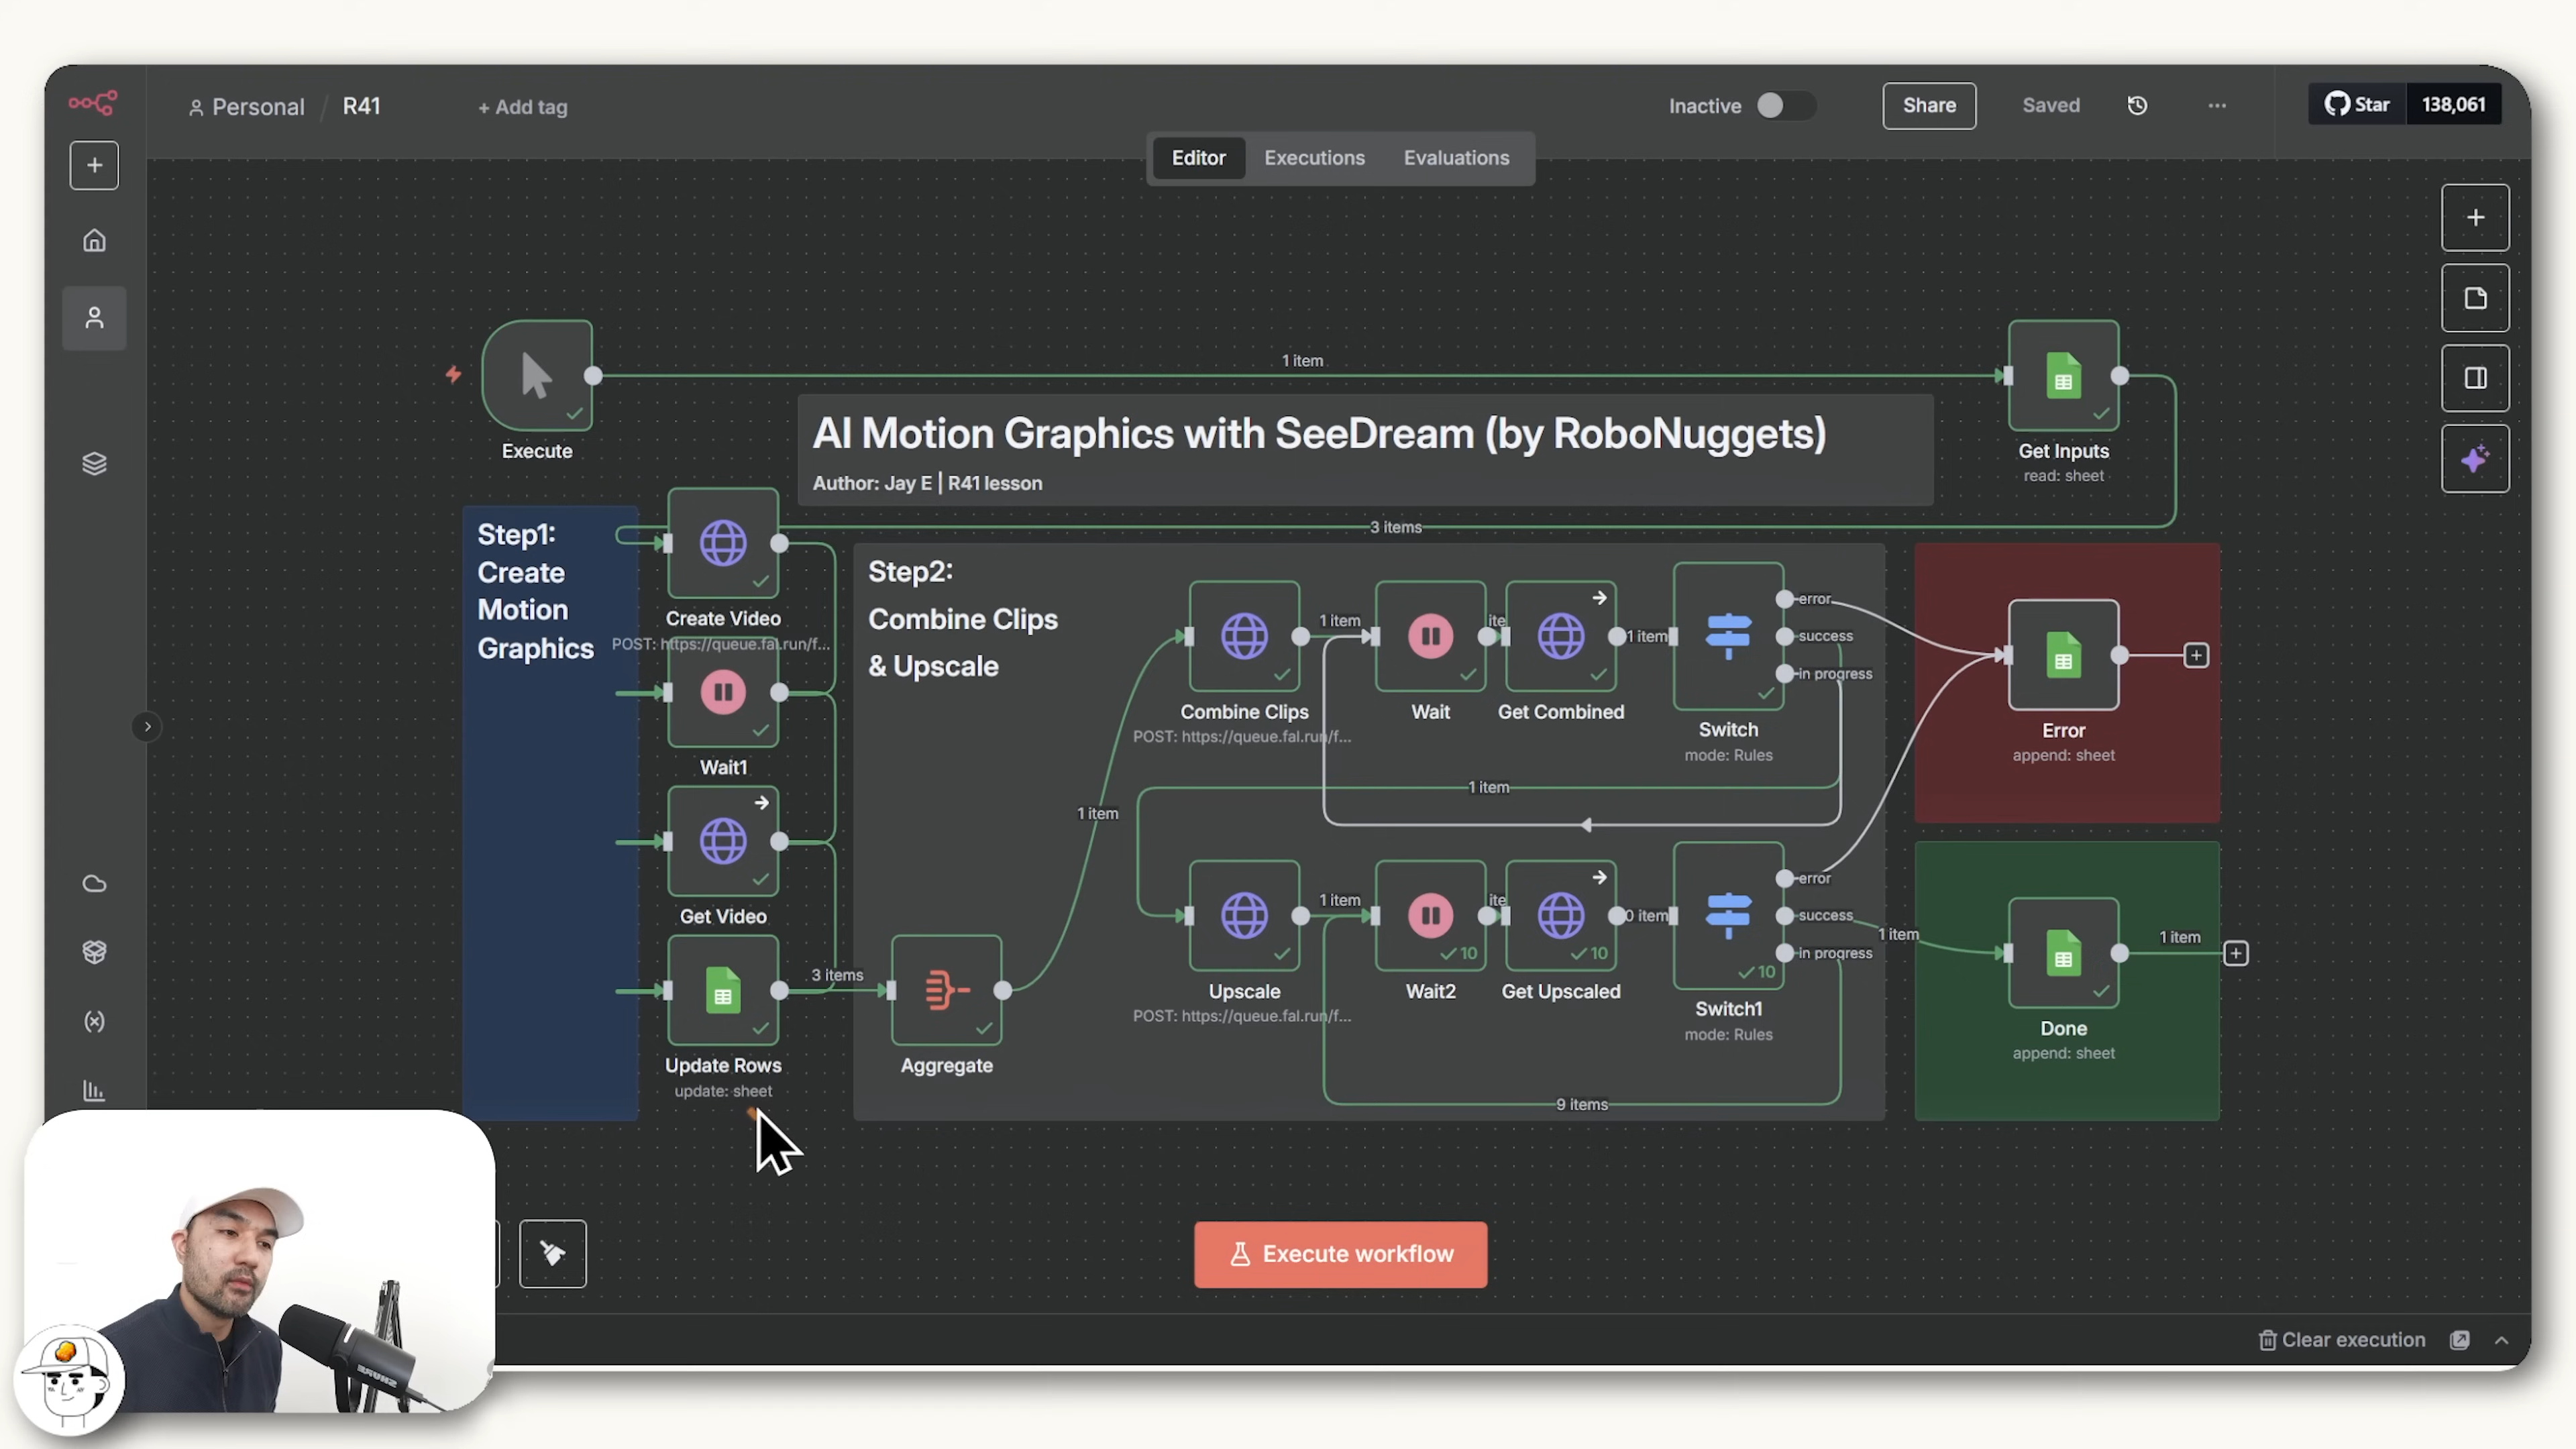 Personal / R41
+ Add tag
Inactive
Share
Saved
Star
138,061
Editor
Executions
Evaluations
1 item
Execute
AI Motion Graphics with SeeDream (by RoboNuggets)
Author: Jay E | R41 lesson
Get Inputs
read: sheet
3 items
Step1:
Create
Motion
Graphics
Create Video
POST: https://queue.fal.run/f...
Wait1
Get Video
Update Rows
update: sheet
3 items
Aggregate
1 item
Step2:
Combine Clips
& Upscale
Combine Clips
POST: https://queue.fal.run/f...
1 item
Wait
ite
Get Combined
1 item
Switch
mode: Rules
error
success
in progress
1 item
Upscale
POST: https://queue.fal.run/f...
1 item
Wait2
10
ite
Get Upscaled
10
0 item
Switch1
mode: Rules
10
error
success
in progress
9 items
1 item
Error
append: sheet
Done
append: sheet
1 item
Execute workflow
Clear execution
SHURE